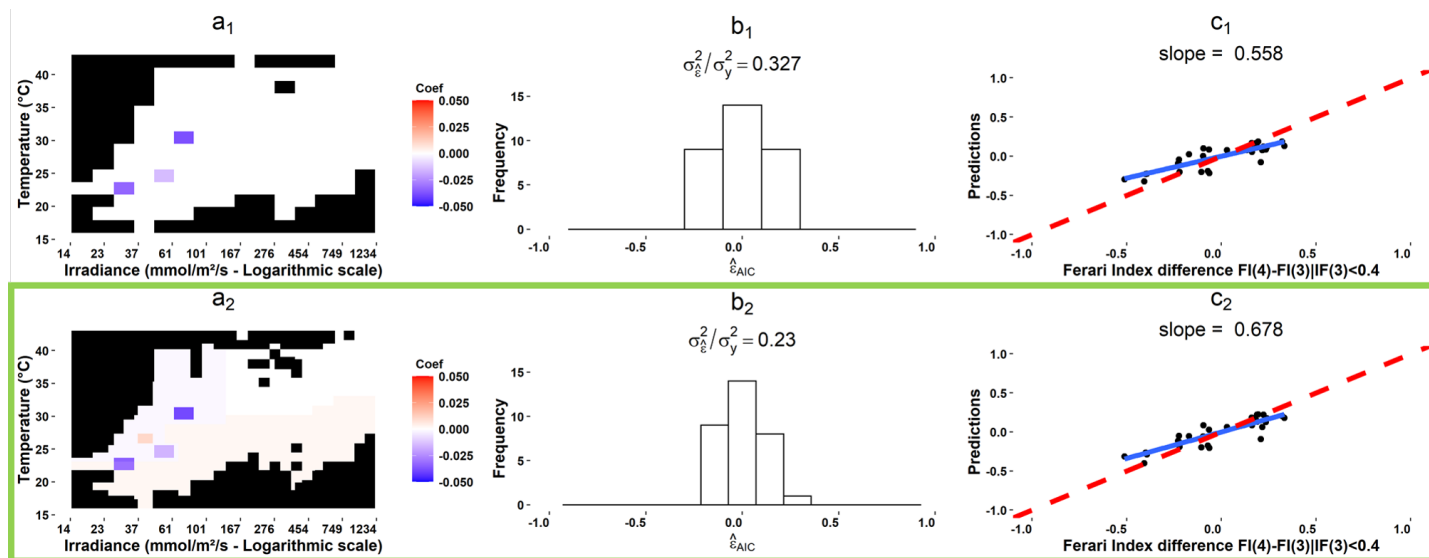 a1
b1
c1
σ²ε̂/σ²y = 0.327
slope = 0.558
Temperature (°C)
40
35
30
25
20
15
14 23 37 61 101 167 276 454 749 1234
Irradiance (mmol/m²/s - Logarithmic scale)
Coef
0.050
0.025
0.000
-0.025
-0.050
Frequency
15
10
5
0
-1.0 -0.5 0.0 0.5 1.0
ε̂AIC
Predictions
1.0
0.5
0.0
-0.5
-1.0
-1.0 -0.5 0.0 0.5 1.0
Ferari Index difference FI(4)-FI(3)|IF(3)<0.4
a2
b2
c2
σ²ε̂/σ²y = 0.23
slope = 0.678
Temperature (°C)
40
35
30
25
20
15
14 23 37 61 101 167 276 454 749 1234
Irradiance (mmol/m²/s - Logarithmic scale)
Coef
0.050
0.025
0.000
-0.025
-0.050
Frequency
15
10
5
0
-1.0 -0.5 0.0 0.5 1.0
ε̂AIC
Predictions
1.0
0.5
0.0
-0.5
-1.0
-1.0 -0.5 0.0 0.5 1.0
Ferari Index difference FI(4)-FI(3)|IF(3)<0.4